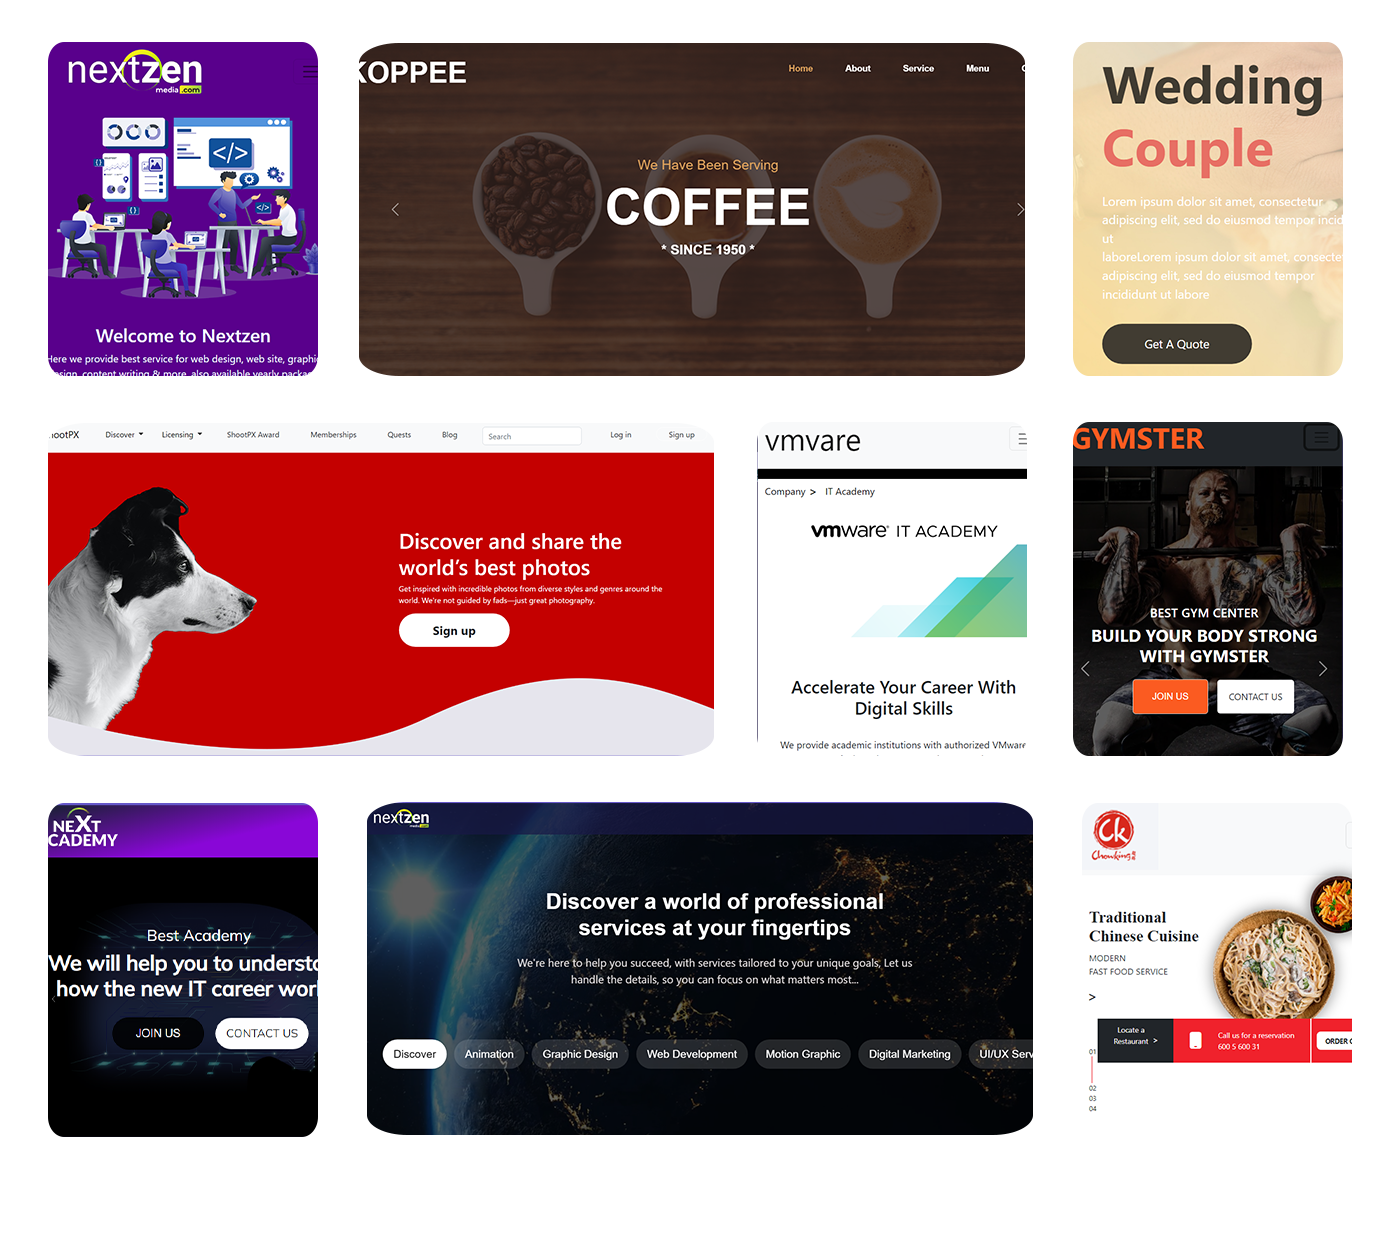 nextzen
media.com
</>
</>
Welcome to Nextzen
Here we provide best service for web design, web site, graphic
design, content writing & more, also available yearly
KOPPEE
Home About Service Menu
We Have Been Serving
COFFEE
* SINCE 1950 *
Wedding
Couple
Lorem ipsum dolor sit amet, consectetur
adipiscing elit, sed do eiusmod tempor incid
ut
laboreLorem ipsum dolor sit amet, consecte
adipiscing elit, sed do eiusmod tempor
incididunt ut labore
Get A Quote
hootPX Discover Licensing ShootPX Award Memberships Quests Blog Search Log in Sign up
Discover and share the
world's best photos
Get inspired with incredible photos from diverse styles and genres around the
world. We're not guided by fads—just great photography.
Sign up
vmvare
Company > IT Academy
vmware® IT ACADEMY
Accelerate Your Career With
Digital Skills
We provide academic institutions with authorized VMware
GYMSTER
BEST GYM CENTER
BUILD YOUR BODY STRONG
WITH GYMSTER
JOIN US CONTACT US
NEXT
CADEMY
Best Academy
We will help you to understa
how the new IT career worl
JOIN US CONTACT US
nextzen
media.com
Discover a world of professional
services at your fingertips
We're here to help you succeed, with services tailored to your unique goals, Let us
handle the details, so you can focus on what matters most...
Discover Animation Graphic Design Web Development Motion Graphic Digital Marketing UI/UX Serv
Ck
Chowking
Traditional
Chinese Cuisine
MODERN
FAST FOOD SERVICE
>
Locate a
Restaurant >
Call us for a reservation
600 5 600 31
ORDER
01
02
03
04